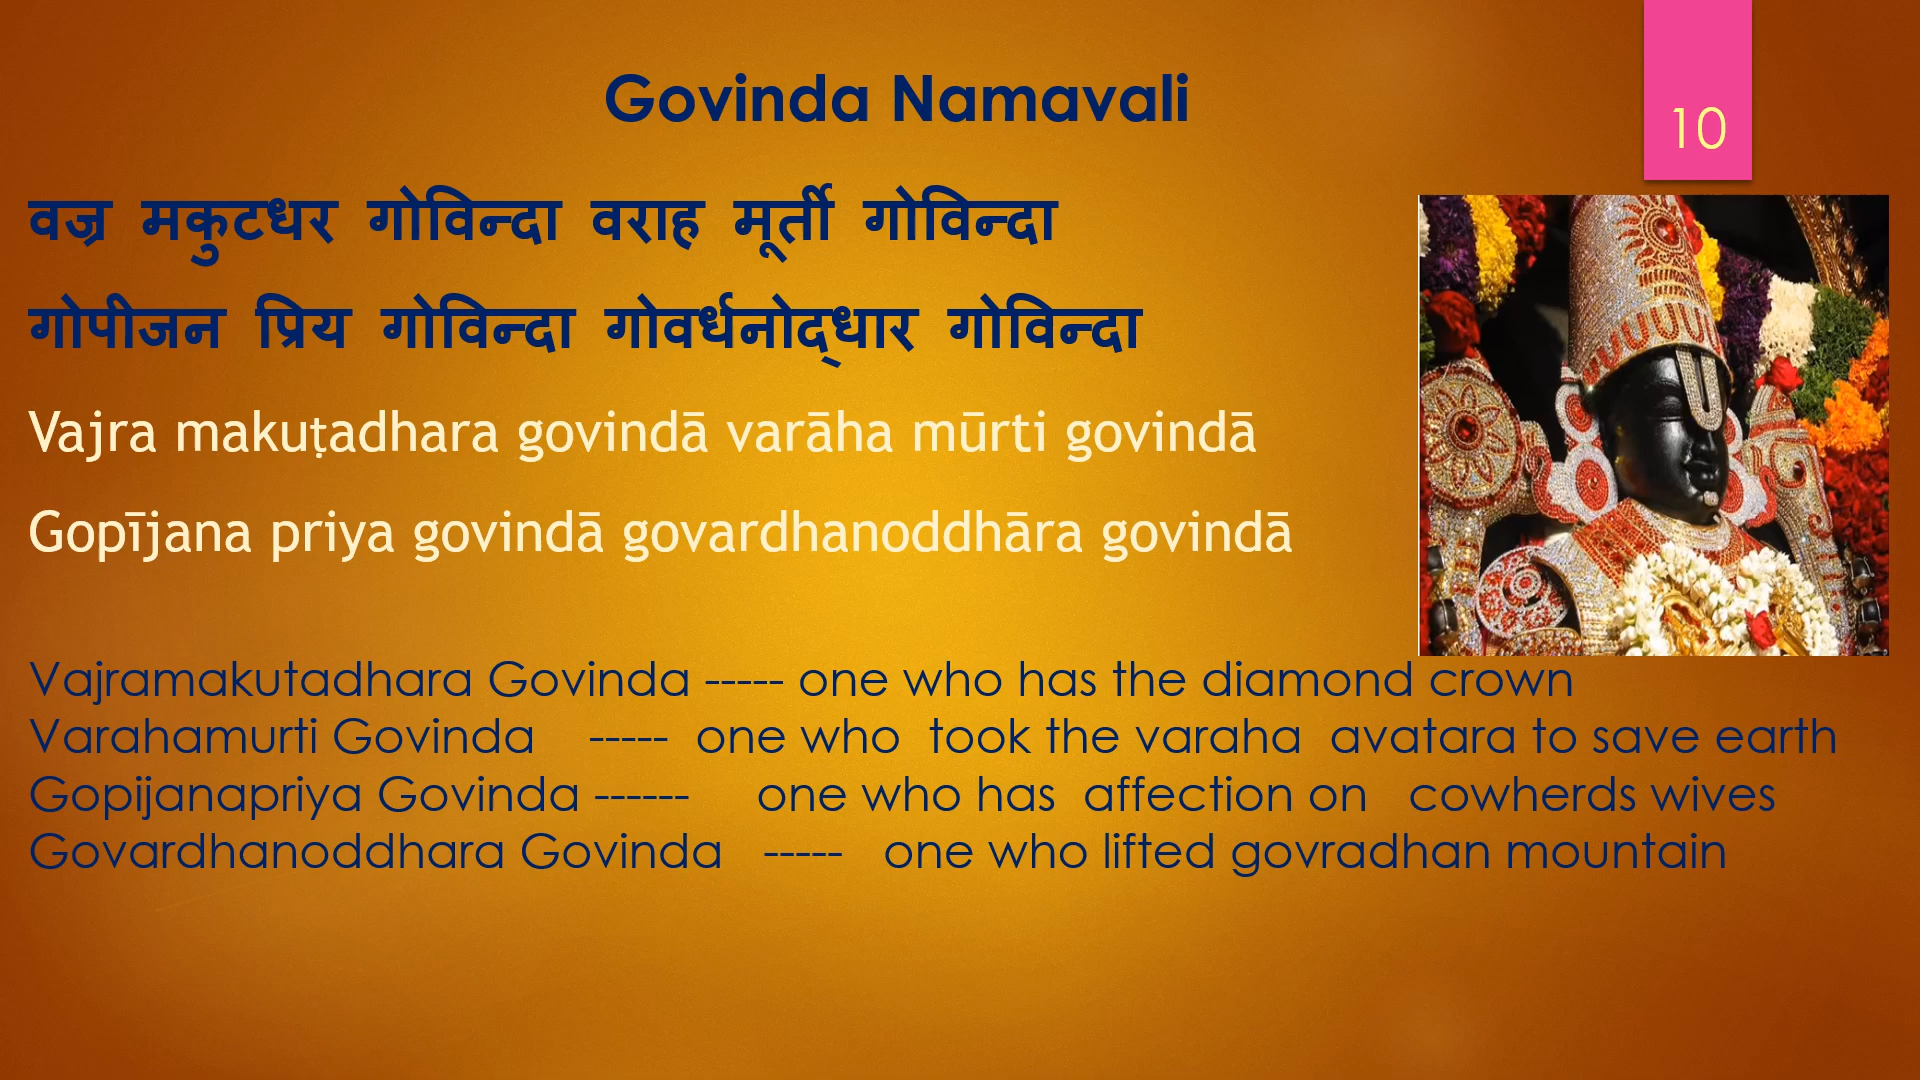 Govinda Namavali
10
वज्र मकुटधर गोविन्दा वराह मूर्ती गोविन्दा
गोपीजन प्रिय गोविन्दा गोवर्धनोद्‌धार गोविन्दा
Vajra makuṭadhara govindā varāha mūrti govindā
Gopījana priya govindā govardhanoddhāra govindā
Vajramakutadhara Govinda ----- one who has the diamond crown
Varahamurti Govinda ----- one who took the varaha avatara to save earth
Gopijanapriya Govinda ------ one who has affection on cowherds wives
Govardhanoddhara Govinda ----- one who lifted govradhan mountain